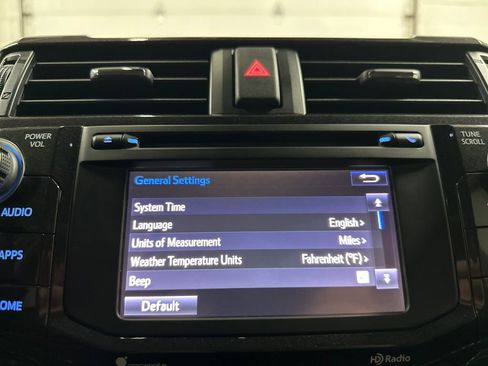 POWER
VOL
TUNE
SCROLL
AUDIO
APPS
HOME
General Settings
System Time
Language English >
Units of Measurement Miles >
Weather Temperature Units Fahrenheit (°F) >
Beep
Default
HD Radio